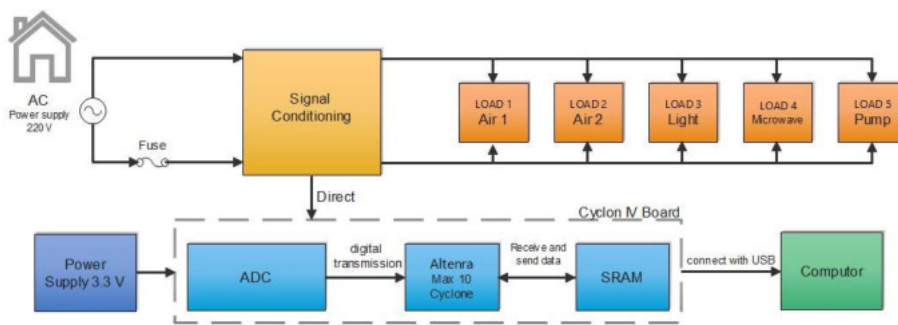 AC
Power supply
220 V
Fuse
Signal
Conditioning
LOAD 1
Air 1
LOAD 2
Air 2
LOAD 3
Light
LOAD 4
Microwave
LOAD 5
Pump
Direct
Cyclon IV Board
Power
Supply 3.3 V
ADC
digital
transmission
Altenra
Max 10
Cyclone
Receive and
send data
SRAM
connect with USB
Computor